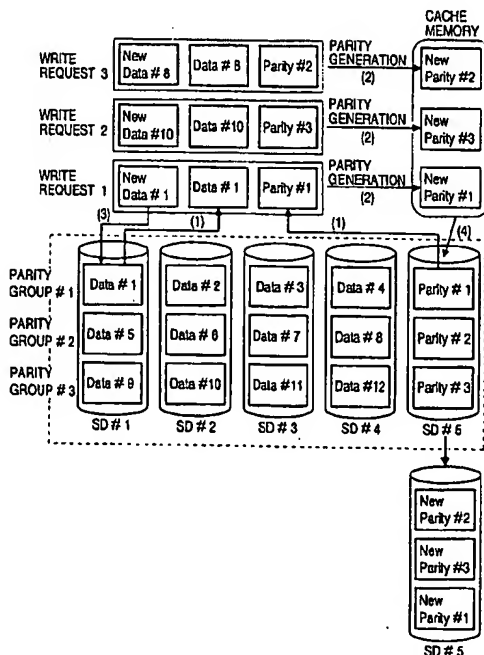 CACHE
MEMORY
WRITE
REQUEST 3
New
Data # 8
Data # 8
Parity #2
PARITY
GENERATION
(2)
New
Parity #2
WRITE
REQUEST 2
New
Data #10
Data #10
Parity #3
PARITY
GENERATION
(2)
New
Parity #3
WRITE
REQUEST 1
New
Data #1
Data # 1
Parity #1
PARITY
GENERATION
(2)
New
Parity #1
(3)
(1)
(1)
(4)
PARITY
GROUP # 1
Data # 1
Data # 2
Data # 3
Data # 4
Parity # 1
PARITY
GROUP # 2
Data # 5
Data # 6
Data # 7
Data # 8
Parity # 2
PARITY
GROUP # 3
Data # 9
Data #10
Data #11
Data #12
Parity # 3
SD # 1
SD # 2
SD # 3
SD # 4
SD # 5
New
Parity #2
New
Parity #3
New
Parity #1
SD # 5